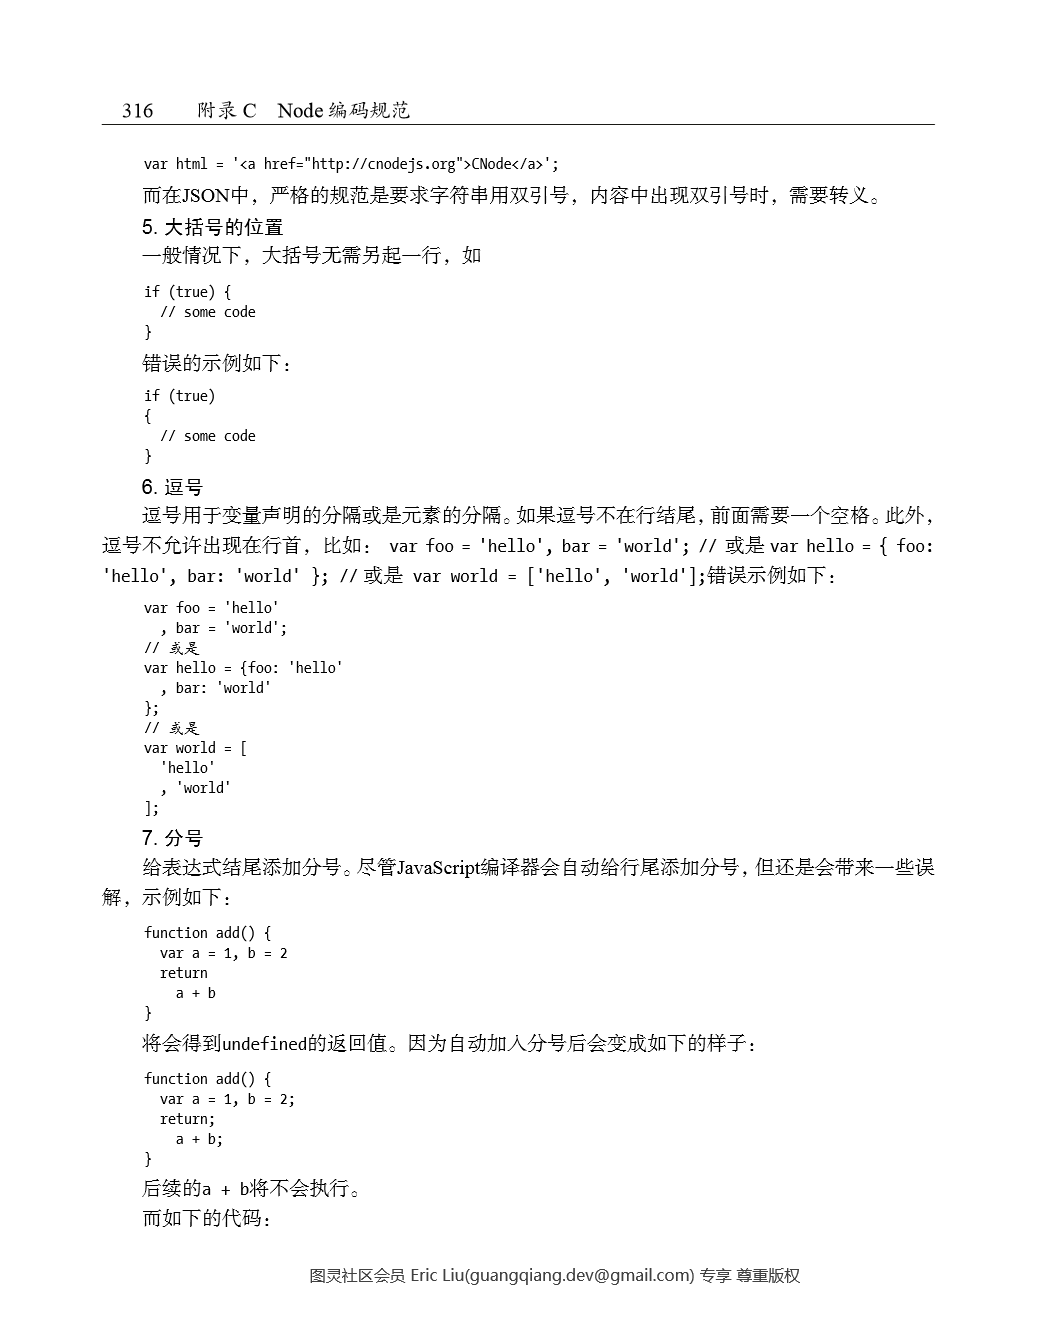 316 附录 C Node 编码规范
var html = '<a href="http://cnodejs.org">CNode</a>';
而在JSON中，严格的规范是要求字符串用双引号，内容中出现双引号时，需要转义。
5. 大括号的位置
一般情况下，大括号无需另起一行，如
if (true) {
  // some code
}
错误的示例如下：
if (true)
{
  // some code
}
6. 逗号
逗号用于变量声明的分隔或是元素的分隔。如果逗号不在行结尾，前面需要一个空格。此外，
逗号不允许出现在行首，比如： var foo = 'hello', bar = 'world'; // 或是 var hello = { foo:
'hello', bar: 'world' }; // 或是 var world = ['hello', 'world'];错误示例如下：
var foo = 'hello'
  , bar = 'world';
// 或是
var hello = {foo: 'hello'
  , bar: 'world'
};
// 或是
var world = [
  'hello'
  , 'world'
];
7. 分号
给表达式结尾添加分号。尽管JavaScript编译器会自动给行尾添加分号，但还是会带来一些误
解，示例如下：
function add() {
  var a = 1, b = 2
  return
    a + b
}
将会得到undefined的返回值。因为自动加入分号后会变成如下的样子：
function add() {
  var a = 1, b = 2;
  return;
    a + b;
}
后续的a + b将不会执行。
而如下的代码：
图灵社区会员 Eric Liu(guangqiang.dev@gmail.com) 专享 尊重版权